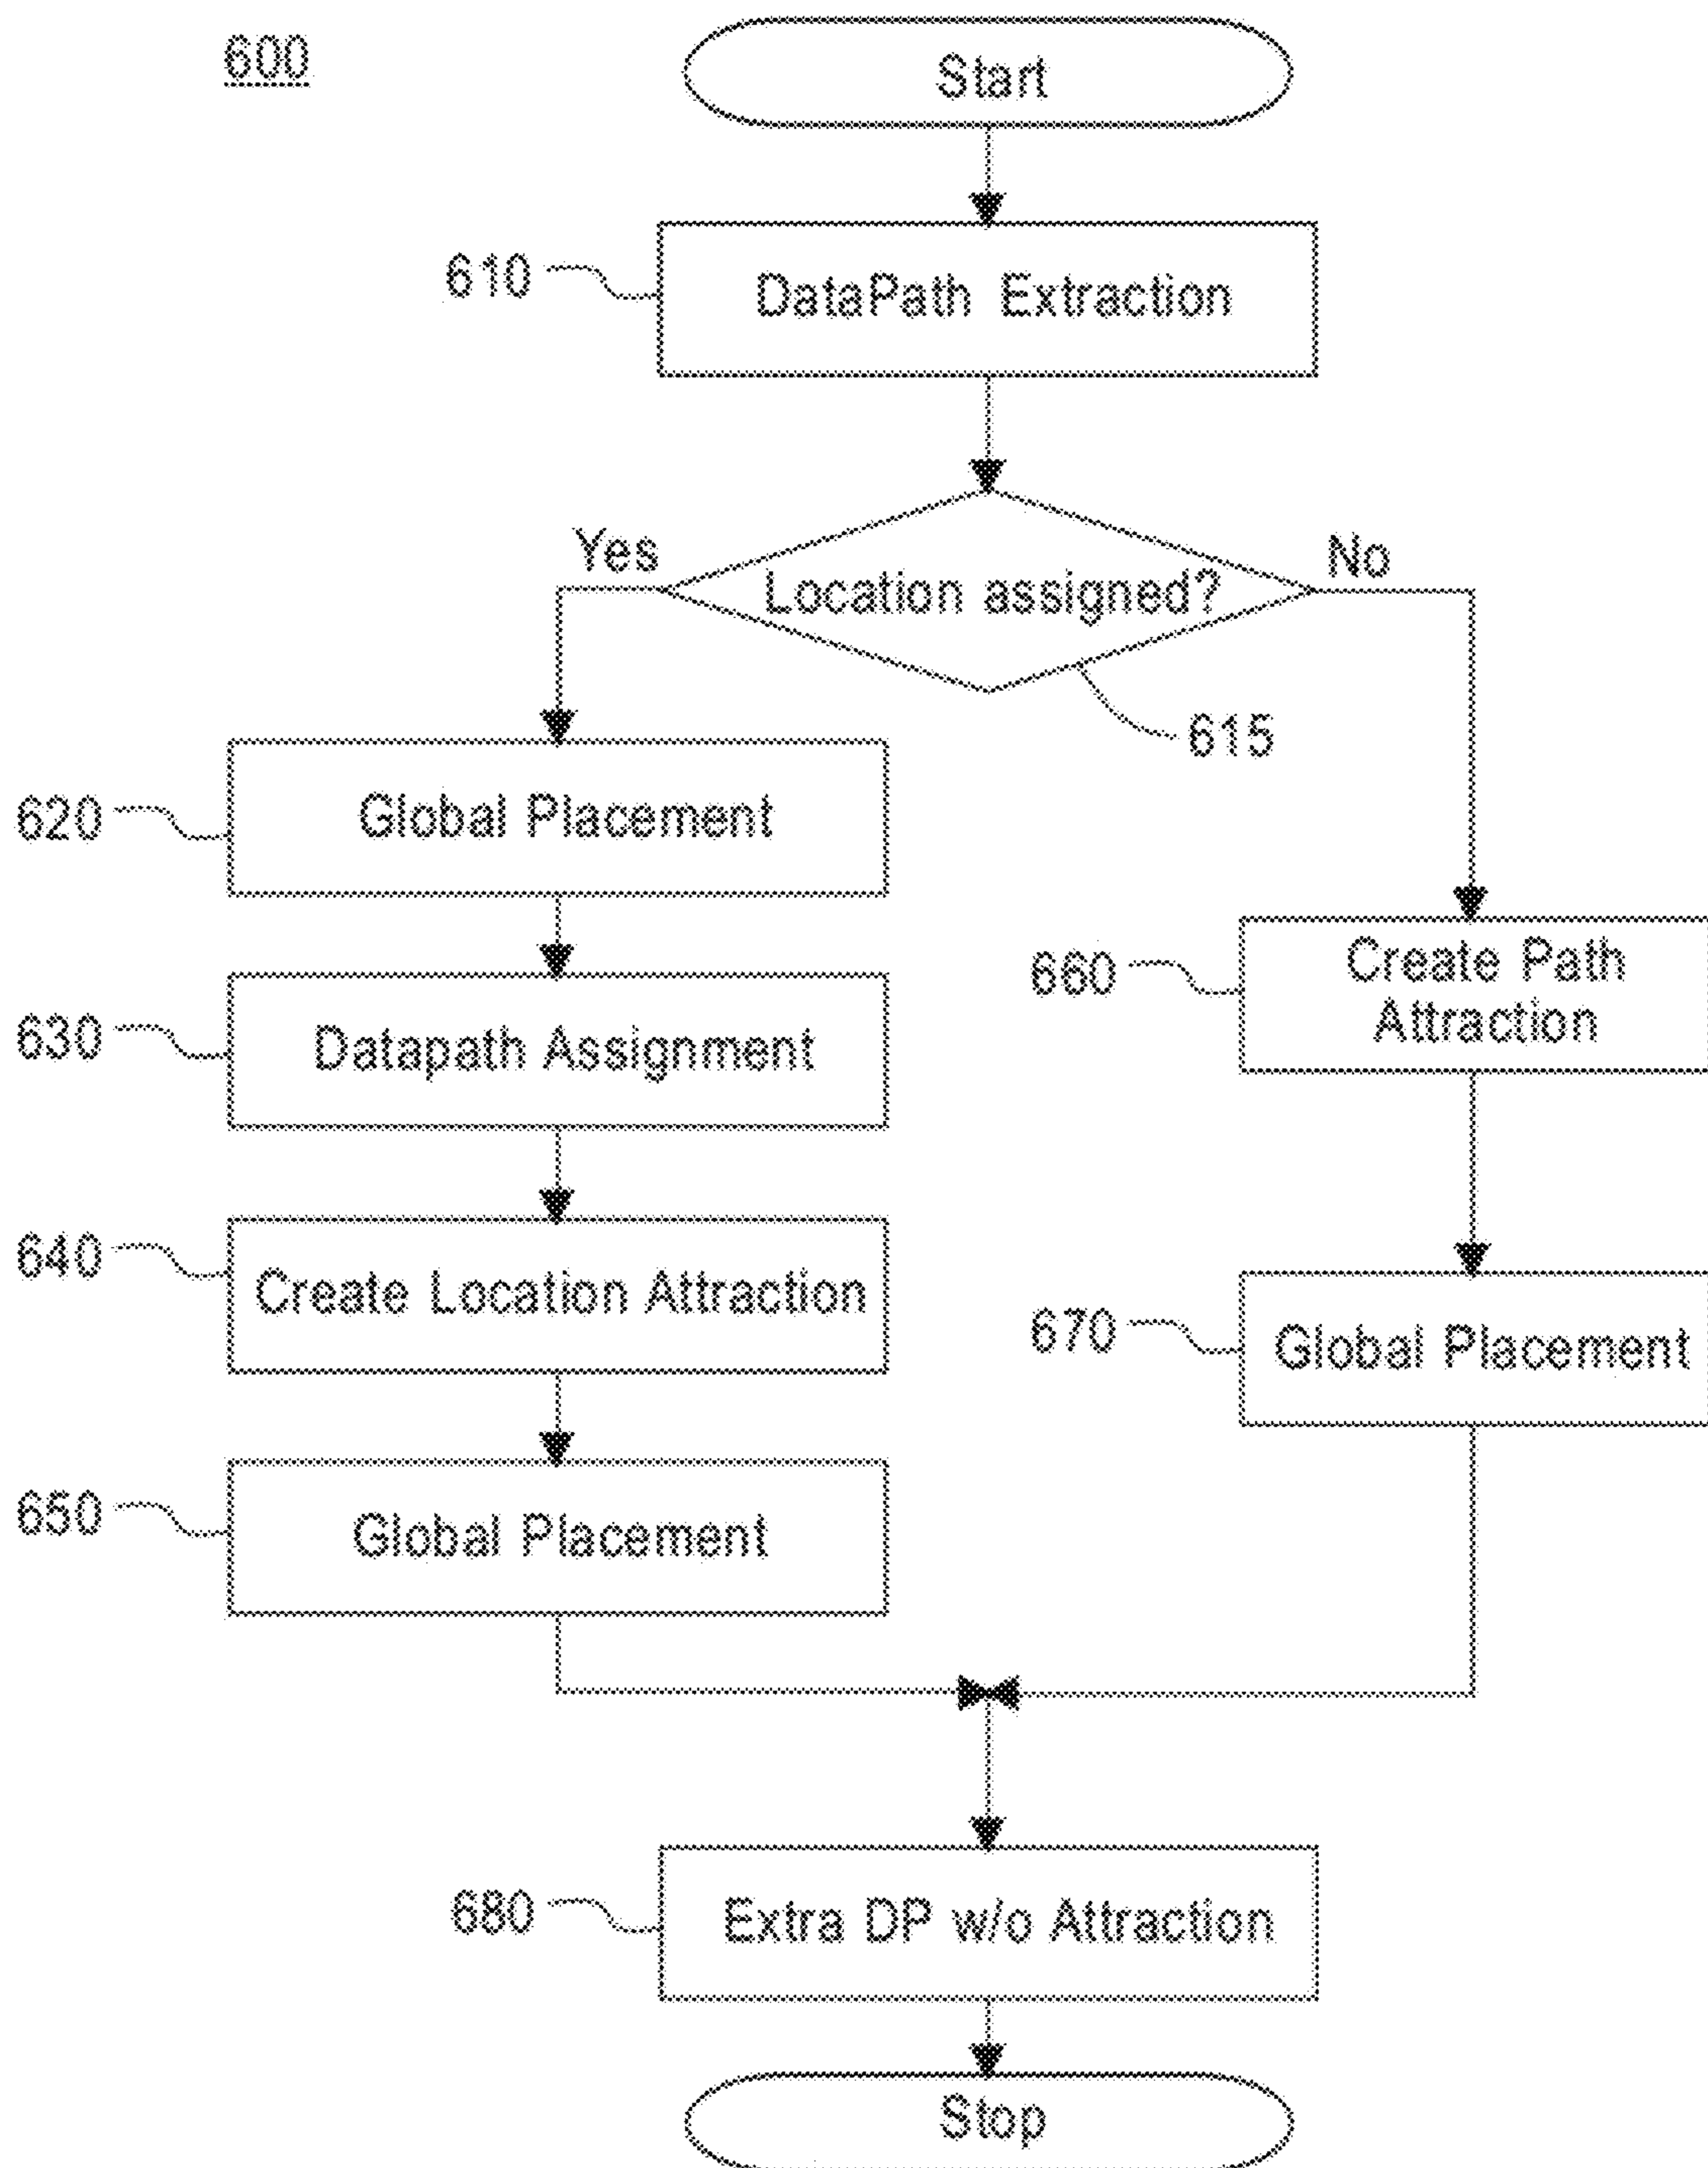 600
Start
610
DataPath Extraction
Yes
Location assigned?
No
615
620
Global Placement
630
Datapath Assignment
640
Create Location Attraction
650
Global Placement
660
Create Path
Attraction
670
Global Placement
680
Extra DP w/o Attraction
Stop